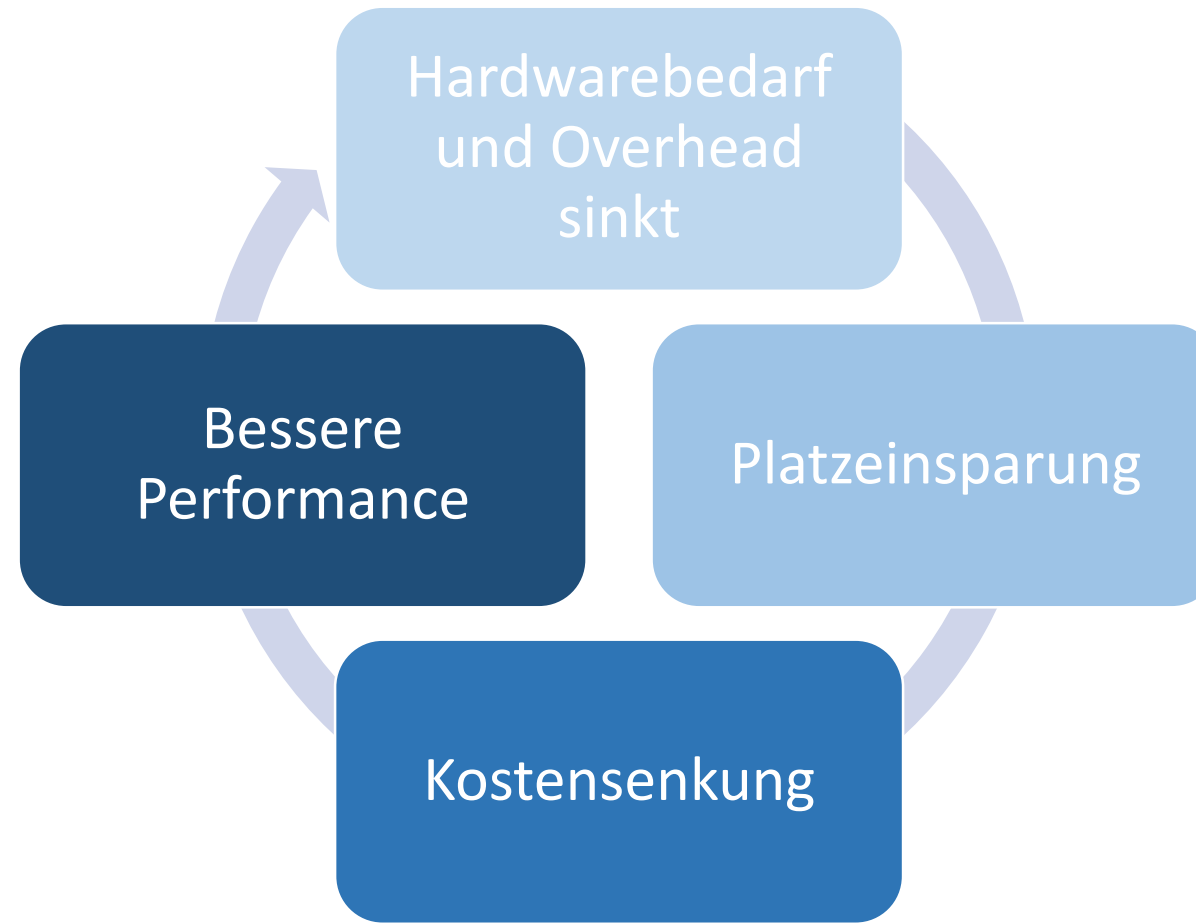 Hardwarebedarf
und Overhead
sinkt
Bessere
Performance
Platzeinsparung
Kostensenkung